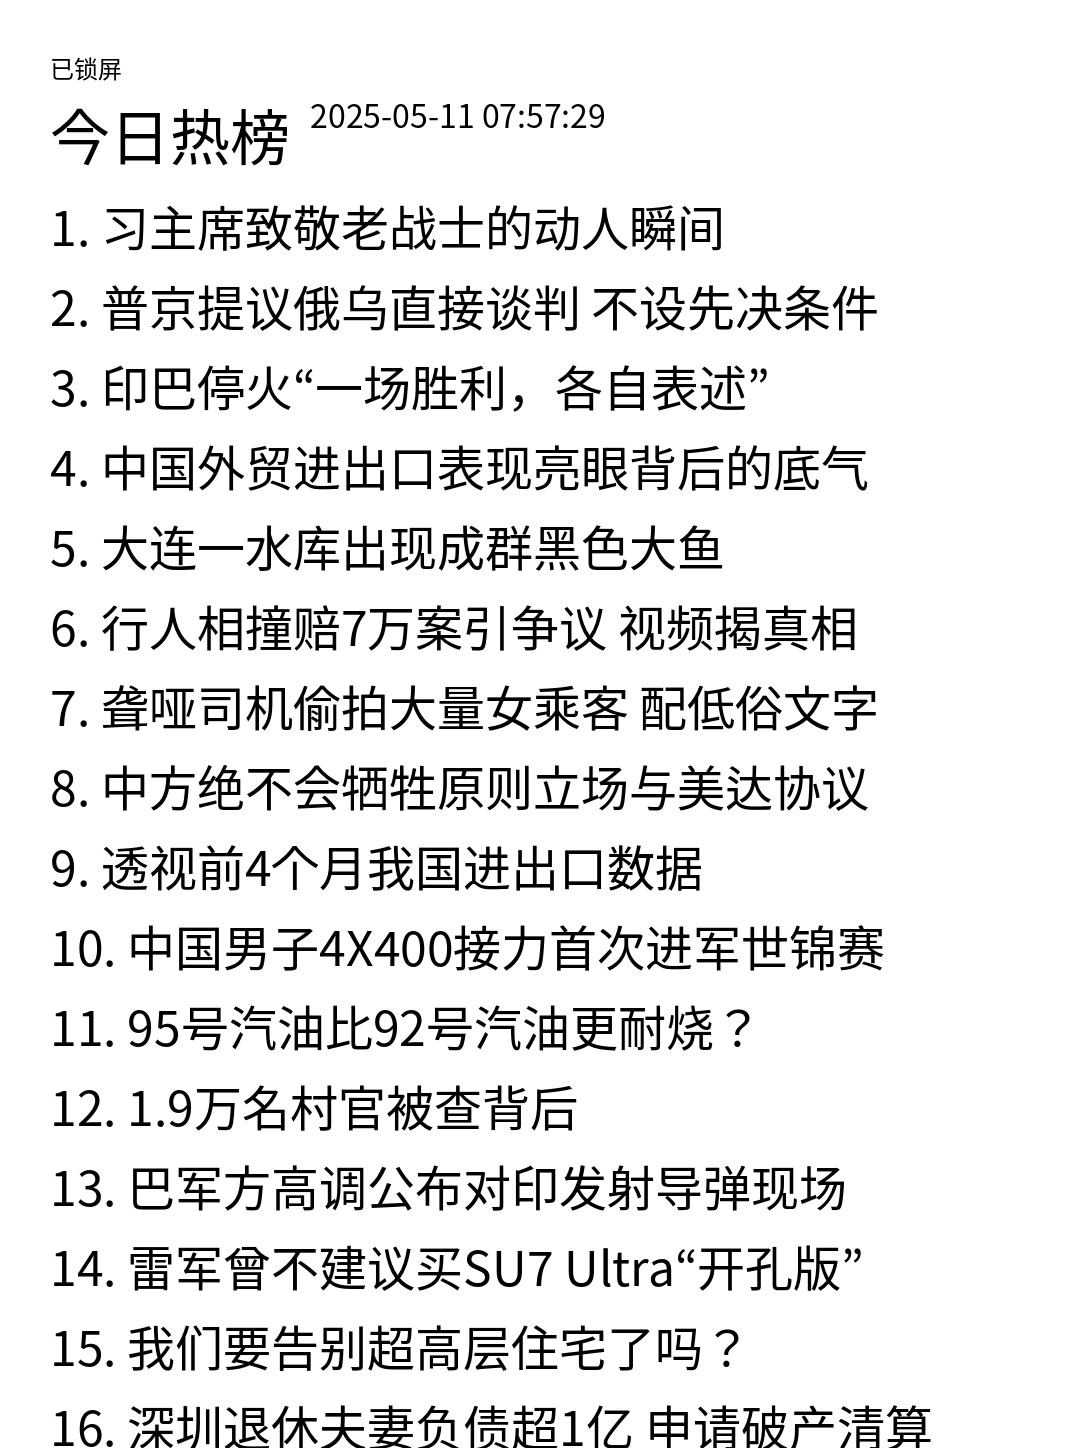 已锁屏
今日热榜 2025-05-11 07:57:29
1. 习主席致敬老战士的动人瞬间
2. 普京提议俄乌直接谈判 不设先决条件
3. 印巴停火“一场胜利，各自表述”
4. 中国外贸进出口表现亮眼背后的底气
5. 大连一水库出现成群黑色大鱼
6. 行人相撞赔7万案引争议 视频揭真相
7. 聋哑司机偷拍大量女乘客 配低俗文字
8. 中方绝不会牺牲原则立场与美达协议
9. 透视前4个月我国进出口数据
10. 中国男子4X400接力首次进军世锦赛
11. 95号汽油比92号汽油更耐烧？
12. 1.9万名村官被查背后
13. 巴军方高调公布对印发射导弹现场
14. 雷军曾不建议买SU7 Ultra“开孔版”
15. 我们要告别超高层住宅了吗？
16. 深圳退休夫妻负债超1亿 申请破产清算